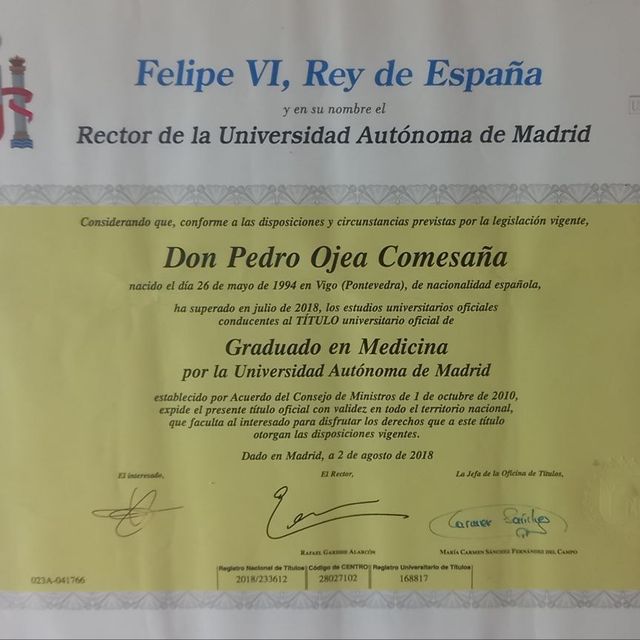 Felipe VI, Rey de España
y en su nombre el
Rector de la Universidad Autónoma de Madrid
Considerando que, conforme a las disposiciones y circunstancias previstas por la legislación vigente,
Don Pedro Ojea Comesaña
nacido el día 26 de mayo de 1994 en Vigo (Pontevedra), de nacionalidad española,
ha superado en julio de 2018, los estudios universitarios oficiales
conducentes al TÍTULO universitario oficial de
Graduado en Medicina
por la Universidad Autónoma de Madrid
establecido por Acuerdo del Consejo de Ministros de 1 de octubre de 2010,
expide el presente título oficial con validez en todo el territorio nacional,
que faculta al interesado para disfrutar los derechos que a este título
otorgan las disposiciones vigentes.
Dado en Madrid, a 2 de agosto de 2018
El interesado, El Rector, La Jefa de la Oficina de Títulos,
Carmen Sánchez
RAFAEL GARESSE ALARCÓN MARÍA CARMEN SÁNCHEZ FERNÁNDEZ DEL CAMPO
Registro Nacional de Títulos Código de CENTRO Registro Universitario de Títulos
023A-041766 2018/233612 28027102 168817